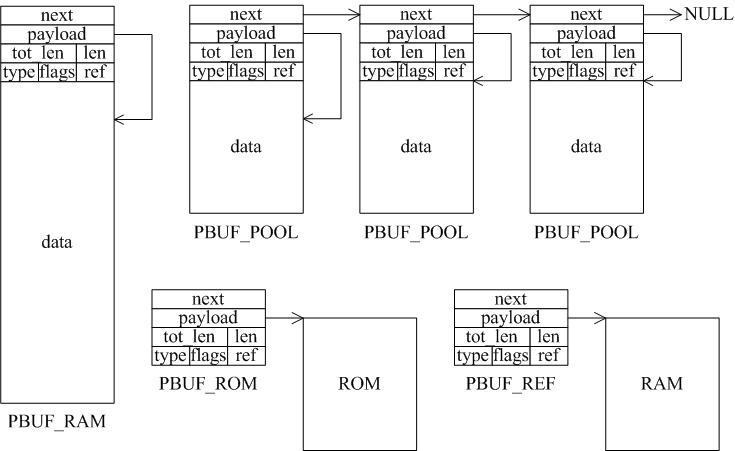 next
payload
tot_len len
type flags ref
data
PBUF_RAM
next
payload
tot_len len
type flags ref
data
PBUF_POOL
next
payload
tot_len len
type flags ref
data
PBUF_POOL
next
payload
tot_len len
type flags ref
data
PBUF_POOL
NULL
next
payload
tot_len len
type flags ref
PBUF_ROM
ROM
next
payload
tot_len len
type flags ref
PBUF_REF
RAM